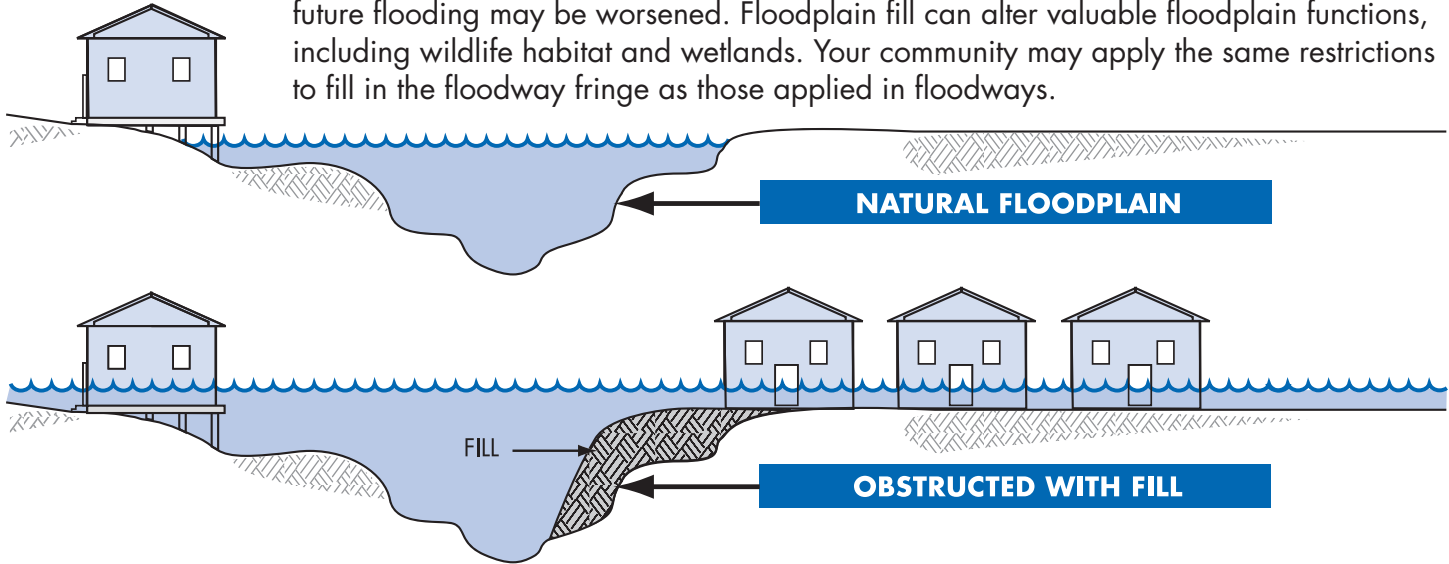 future flooding may be worsened. Floodplain fill can alter valuable floodplain functions,
including wildlife habitat and wetlands. Your community may apply the same restrictions
to fill in the floodway fringe as those applied in floodways.
NATURAL FLOODPLAIN
FILL
OBSTRUCTED WITH FILL